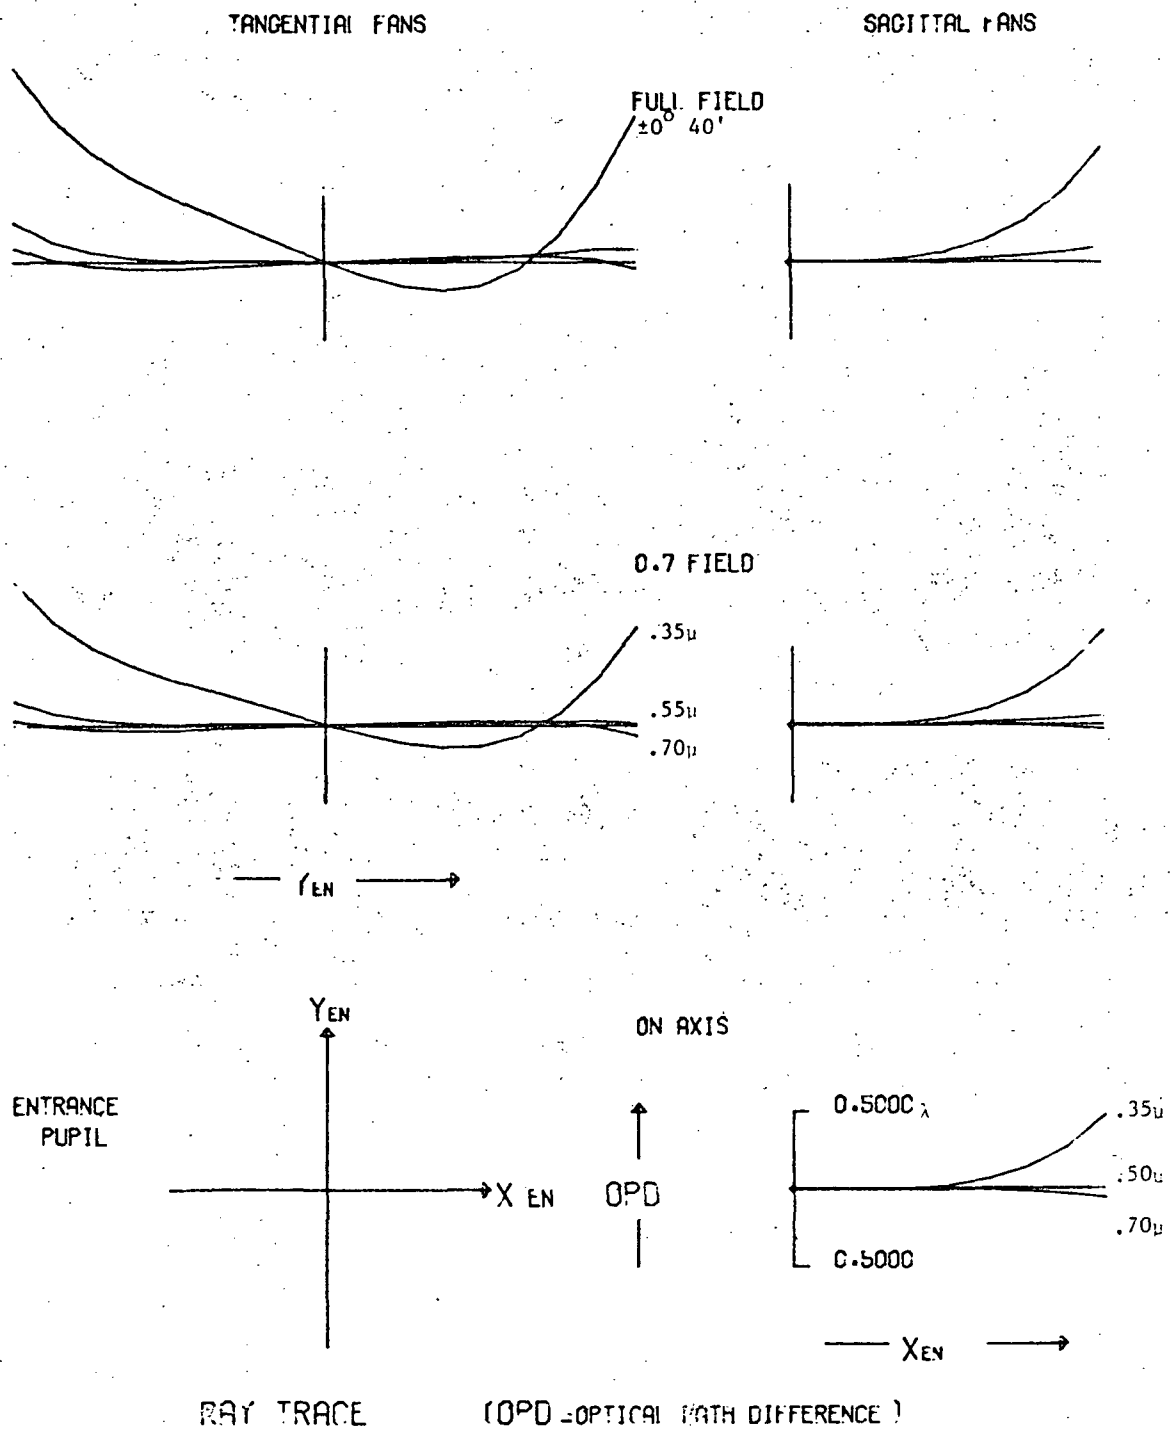 TANGENTIAL FANS
SAGITTAL FANS
FULL FIELD
±0° 40'
0.7 FIELD
.35µ
.55µ
.70µ
YEN
YEN
ON AXIS
ENTRANCE
PUPIL
0.5000 λ
.35µ
X EN
OPD
.50µ
.70µ
0.5000
XEN
RAY TRACE
(OPD =OPTICAL PATH DIFFERENCE)